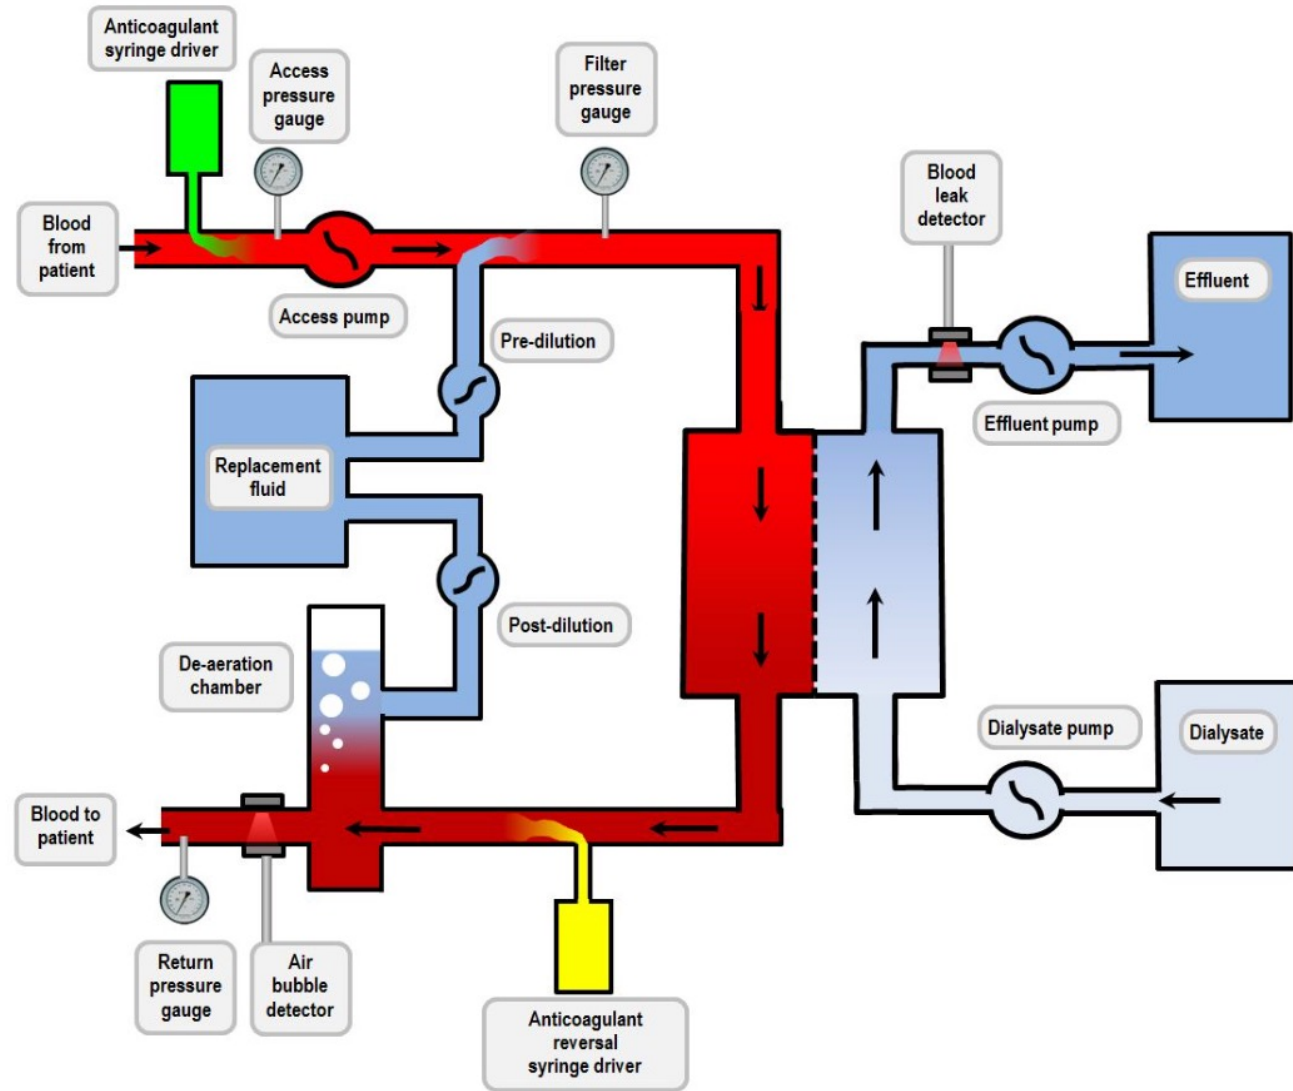 Anticoagulant
syringe driver
Access
pressure
gauge
Filter
pressure
gauge
Blood
leak
detector
Blood
from
patient
Effluent
Access pump
Pre-dilution
Effluent pump
Replacement
fluid
Post-dilution
De-aeration
chamber
Dialysate pump
Dialysate
Blood to
patient
Return
pressure
gauge
Air
bubble
detector
Anticoagulant
reversal
syringe driver